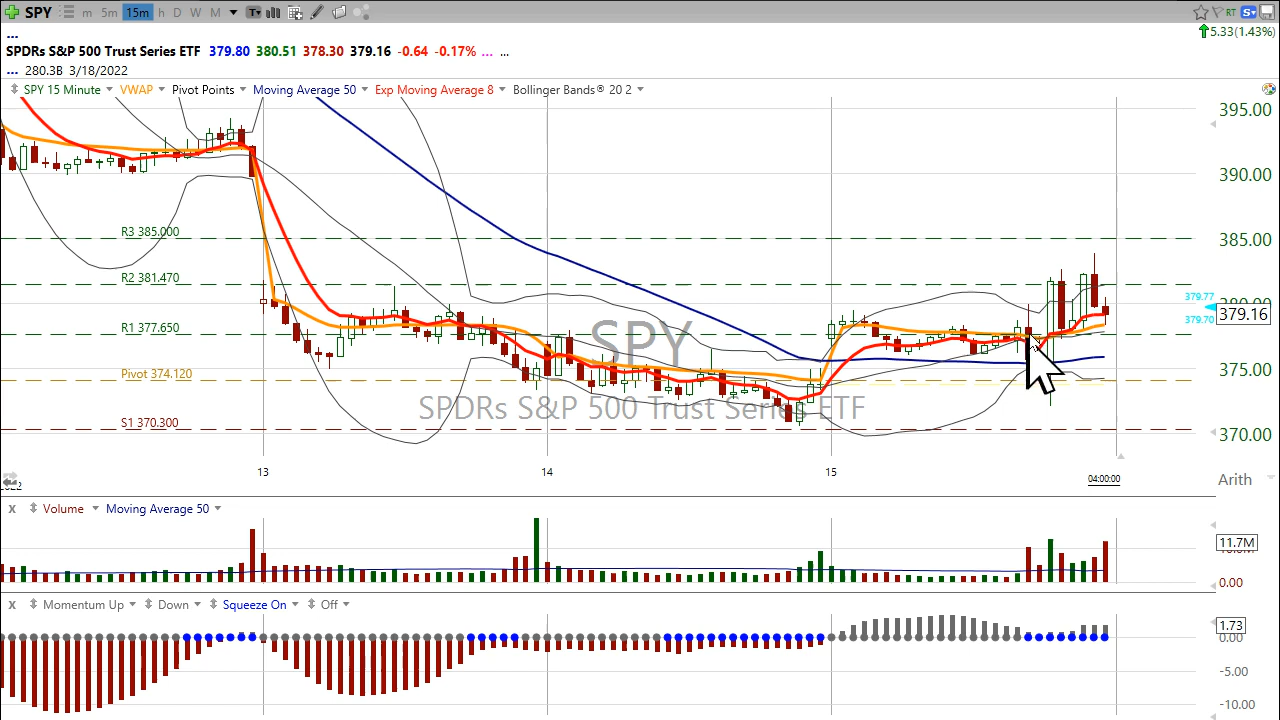 SPY m 5m 15m h D W M T RT S
... 5.33(1.43%)
SPDRs S&P 500 Trust Series ETF 379.80 380.51 378.30 379.16 -0.64 -0.17% ... ...
... 280.3B 3/18/2022
SPY 15 Minute VWAP Pivot Points Moving Average 50 Exp Moving Average 8 Bollinger Bands® 20 2
395.00
390.00
R3 385.000 385.00
R2 381.470
379.77
379.16
379.70
R1 377.650
SPY
375.00
Pivot 374.120
SPDRs S&P 500 Trust Series ETF
S1 370.300
370.00
13 14 15
04:00:00 Arith
X Volume Moving Average 50
11.7M
0.00
X Momentum Up Down Squeeze On Off
1.73
0.00
-5.00
-10.00